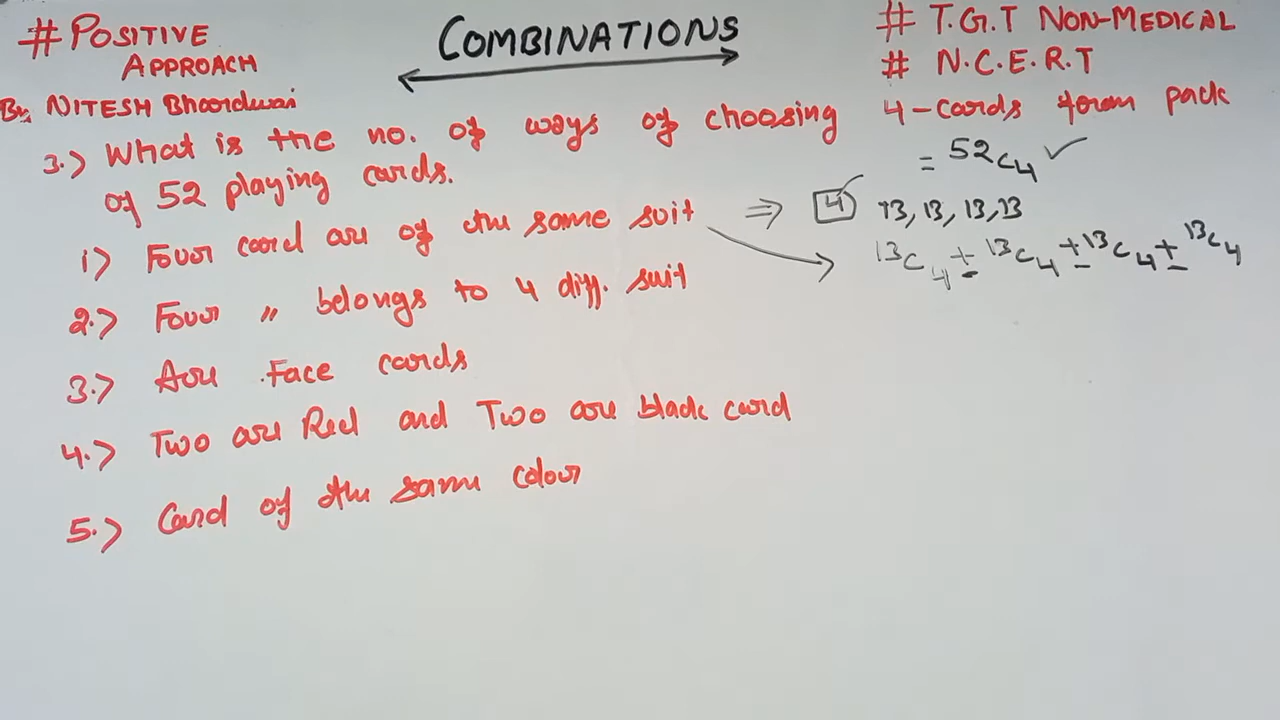 # POSITIVE APPROACH
By NITESH Bhardwaj
COMBINATIONS
# T.G.T NON-MEDICAL
# N.C.E.R.T
3.) What is the no. of ways of choosing 4-cards from pack
of 52 playing cards.
= 52C4 ✓
1) Four card are of the same suit ⇒ 4 13, 13, 13, 13
13C4 + 13C4 + 13C4 + 13C4
2.) Four " belongs to 4 diff. suit
3.) Are Face cards
4.) Two are Red and Two are black card
5.) Card of the same colour